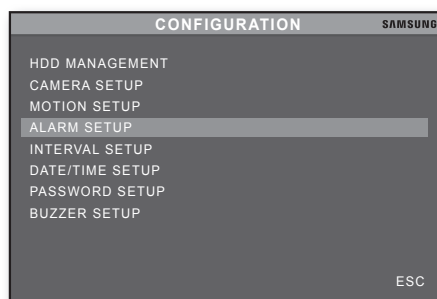 CONFIGURATION SAMSUNG
HDD MANAGEMENT
CAMERA SETUP
MOTION SETUP
ALARM SETUP
INTERVAL SETUP
DATE/TIME SETUP
PASSWORD SETUP
BUZZER SETUP
ESC